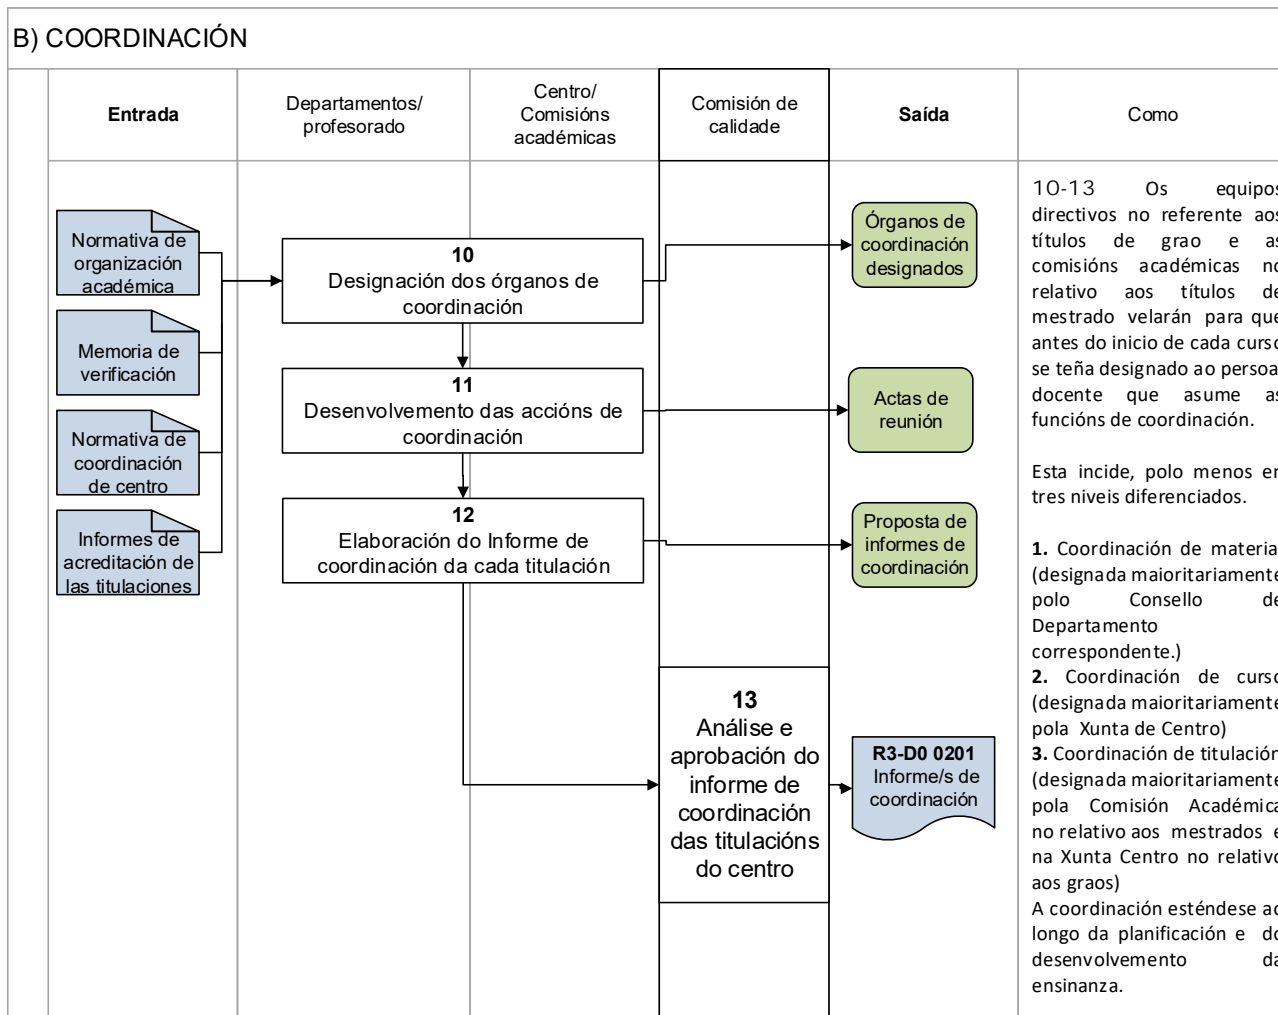 B) COORDINACIÓN
Entrada
Departamentos/
profesorado
Centro/
Comisións
académicas
Comisión de
calidade
Saída
Como
Normativa de
organización
académica
Memoria de
verificación
Normativa de
coordinación
de centro
Informes de
acreditación de
las titulaciones
10
Designación dos órganos de
coordinación
11
Desenvolvemento das accións de
coordinación
12
Elaboración do Informe de
coordinación da cada titulación
13
Análise e
aprobación do
informe de
coordinación
das titulacións
do centro
Órganos de
coordinación
designados
Actas de
reunión
Proposta de
informes de
coordinación
R3-D0 0201
Informe/s de
coordinación
10-13 Os equipos
directivos no referente aos
títulos de grao e as
comisións académicas no
relativo aos títulos de
mestrado velarán para que
antes do inicio de cada curso
se teña designado ao persoa
docente que asume as
funcións de coordinación.
Esta incide, polo menos en
tres niveis diferenciados.
1. Coordinación de materia
(designada maioritariamente
polo Consello de
Departamento
correspondente.)
2. Coordinación de curso
(designada maioritariamente
pola Xunta de Centro)
3. Coordinación de titulación
(designada maioritariamente
pola Comisión Académica
no relativo aos mestrados e
na Xunta Centro no relativo
aos graos)
A coordinación esténdese ao
longo da planificación e do
desenvolvemento da
ensinanza.